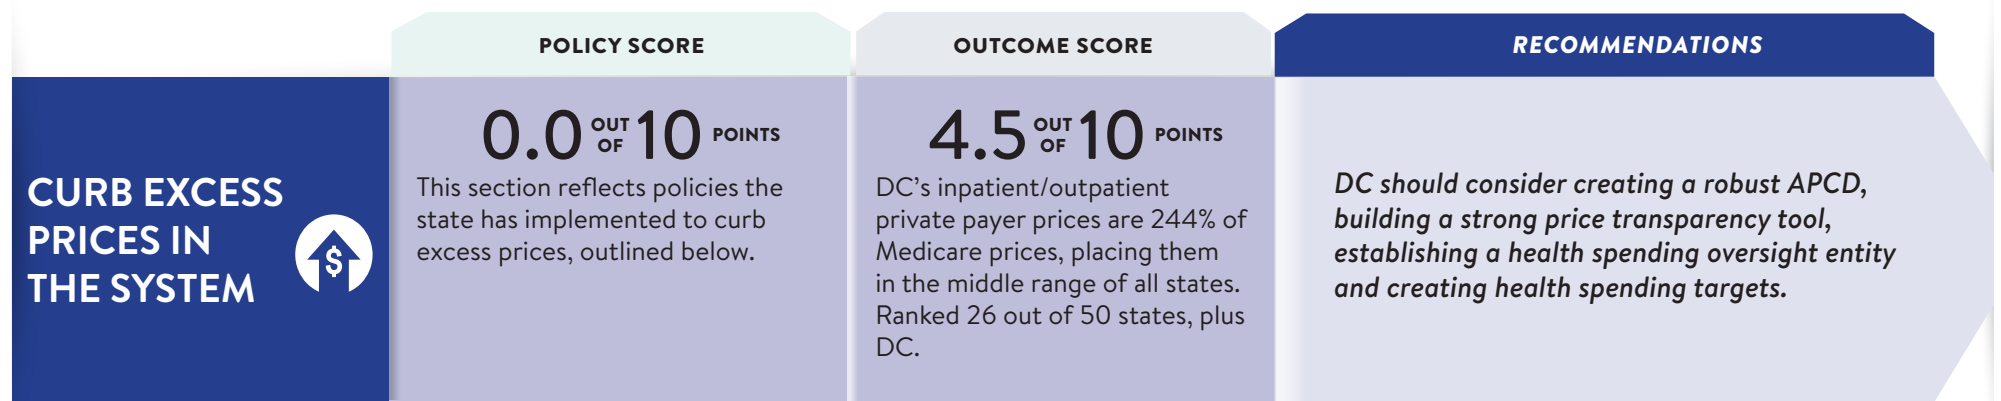 POLICY SCORE
OUTCOME SCORE
RECOMMENDATIONS
CURB EXCESS
PRICES IN
THE SYSTEM
$
0.0 OUT OF 10 POINTS
This section reflects policies the
state has implemented to curb
excess prices, outlined below.
4.5 OUT OF 10 POINTS
DC’s inpatient/outpatient
private payer prices are 244% of
Medicare prices, placing them
in the middle range of all states.
Ranked 26 out of 50 states, plus
DC.
DC should consider creating a robust APCD,
building a strong price transparency tool,
establishing a health spending oversight entity
and creating health spending targets.